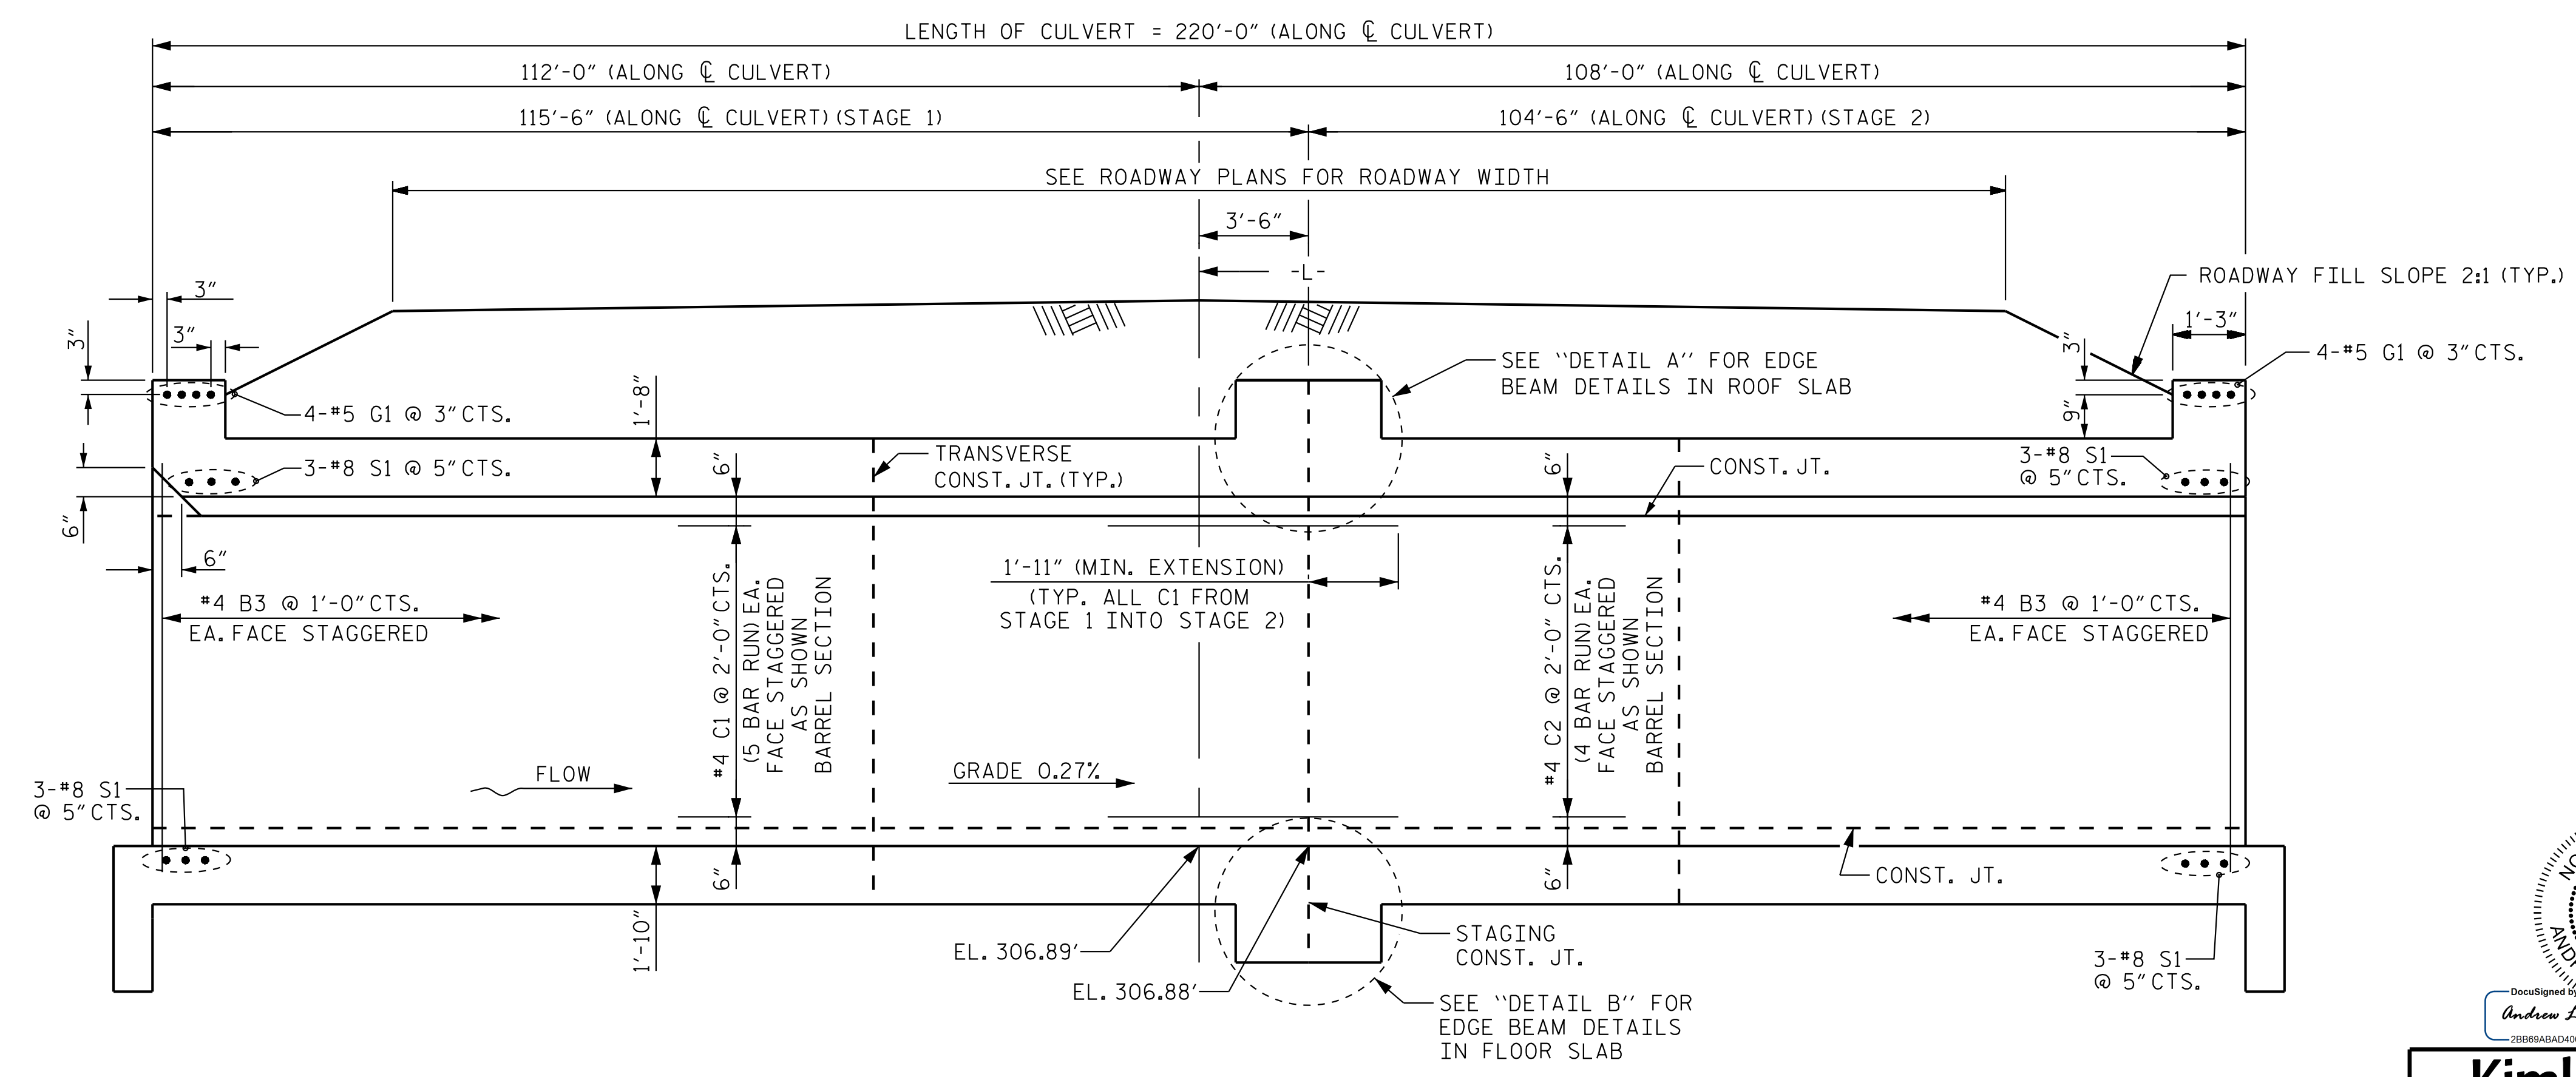 LENGTH OF CULVERT = 220'-0" (ALONG ℄ CULVERT)
112'-0" (ALONG ℄ CULVERT)
108'-0" (ALONG ℄ CULVERT)
115'-6" (ALONG ℄ CULVERT) (STAGE 1)
104'-6" (ALONG ℄ CULVERT) (STAGE 2)
SEE ROADWAY PLANS FOR ROADWAY WIDTH
3'-6"
-L-
ROADWAY FILL SLOPE 2:1 (TYP.)
3"
3"
3"
1'-3"
3"
9"
4-#5 G1 @ 3" CTS.
SEE "DETAIL A" FOR EDGE
BEAM DETAILS IN ROOF SLAB
4-#5 G1 @ 3" CTS.
1'-8"
3-#8 S1 @ 5" CTS.
TRANSVERSE
CONST. JT. (TYP.)
6"
6"
CONST. JT.
3-#8 S1
@ 5" CTS.
6"
6"
#4 B3 @ 1'-0" CTS.
EA. FACE STAGGERED
#4 C1 @ 2'-0" CTS.
(5 BAR RUN) EA.
FACE STAGGERED
AS SHOWN
BARREL SECTION
1'-11" (MIN. EXTENSION)
(TYP. ALL C1 FROM
STAGE 1 INTO STAGE 2)
#4 C2 @ 2'-0" CTS.
(4 BAR RUN) EA.
FACE STAGGERED
AS SHOWN
BARREL SECTION
#4 B3 @ 1'-0" CTS.
EA. FACE STAGGERED
FLOW
GRADE 0.27%
3-#8 S1
@ 5" CTS.
6"
6"
1'-10"
CONST. JT.
EL. 306.89'
EL. 306.88'
STAGING
CONST. JT.
SEE "DETAIL B" FOR
EDGE BEAM DETAILS
IN FLOOR SLAB
3-#8 S1
@ 5" CTS.
DocuSigned by
Andrew